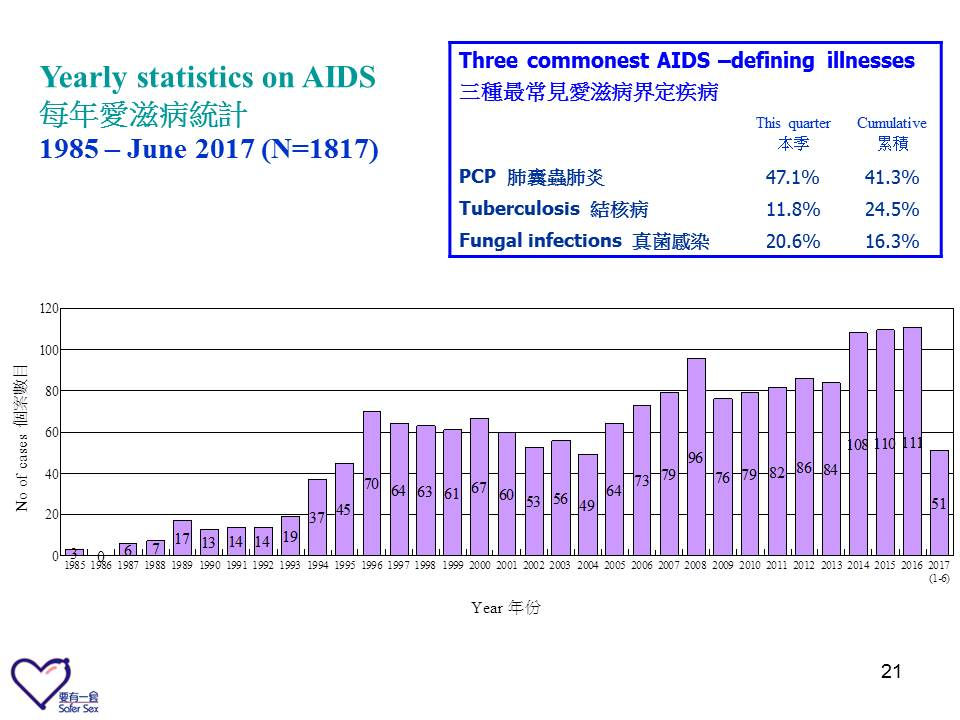 Yearly statistics on AIDS
每年愛滋病統計
1985 – June 2017 (N=1817)
Three commonest AIDS –defining illnesses
三種最常見愛滋病界定疾病
This quarter Cumulative
本季 累積
PCP 肺囊蟲肺炎 47.1% 41.3%
Tuberculosis 結核病 11.8% 24.5%
Fungal infections 真菌感染 20.6% 16.3%
No of cases 個案數目
120
100
80
60
40
20
0
3 0 6 7 17 13 14 14 19 37 45 70 64 63 61 67 60 53 56 49 64 73 79 96 76 79 82 86 84 108 110 111 51
1985 1986 1987 1988 1989 1990 1991 1992 1993 1994 1995 1996 1997 1998 1999 2000 2001 2002 2003 2004 2005 2006 2007 2008 2009 2010 2011 2012 2013 2014 2015 2016 2017
(1-6)
Year 年份
要有一套
Safer Sex
21